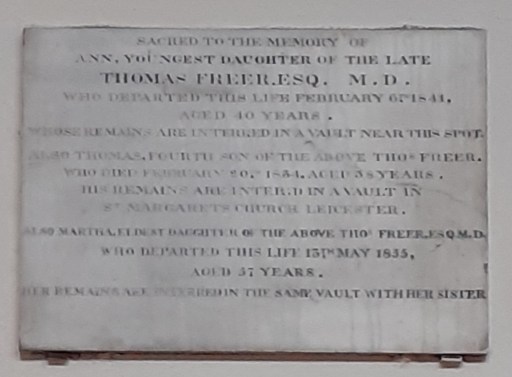 SACRED TO THE MEMORY OF
ANN, YOUNGEST DAUGHTER OF THE LATE
THOMAS FREER, ESQ. M.D.
WHO DEPARTED THIS LIFE FEBRUARY 6TH 1841,
AGED 40 YEARS.
WHOSE REMAINS ARE INTERRED IN A VAULT NEAR THIS SPOT.
ALSO THOMAS, FOURTH SON OF THE ABOVE THOS FREER.
WHO DIED FEBRUARY 1834, AGED YEARS.
HIS REMAINS ARE INTER.D IN A VAULT IN
ST MARGARETS CHURCH LEICESTER.
ALSO MARTHA, ELDEST DAUGHTER OF THE ABOVE THOS FREER, ESQ M.D.
WHO DEPARTED THIS LIFE 15TH MAY 1855,
AGED 57 YEARS.
HER REMAINS ARE INTERRED IN THE SAME VAULT WITH HER SISTER